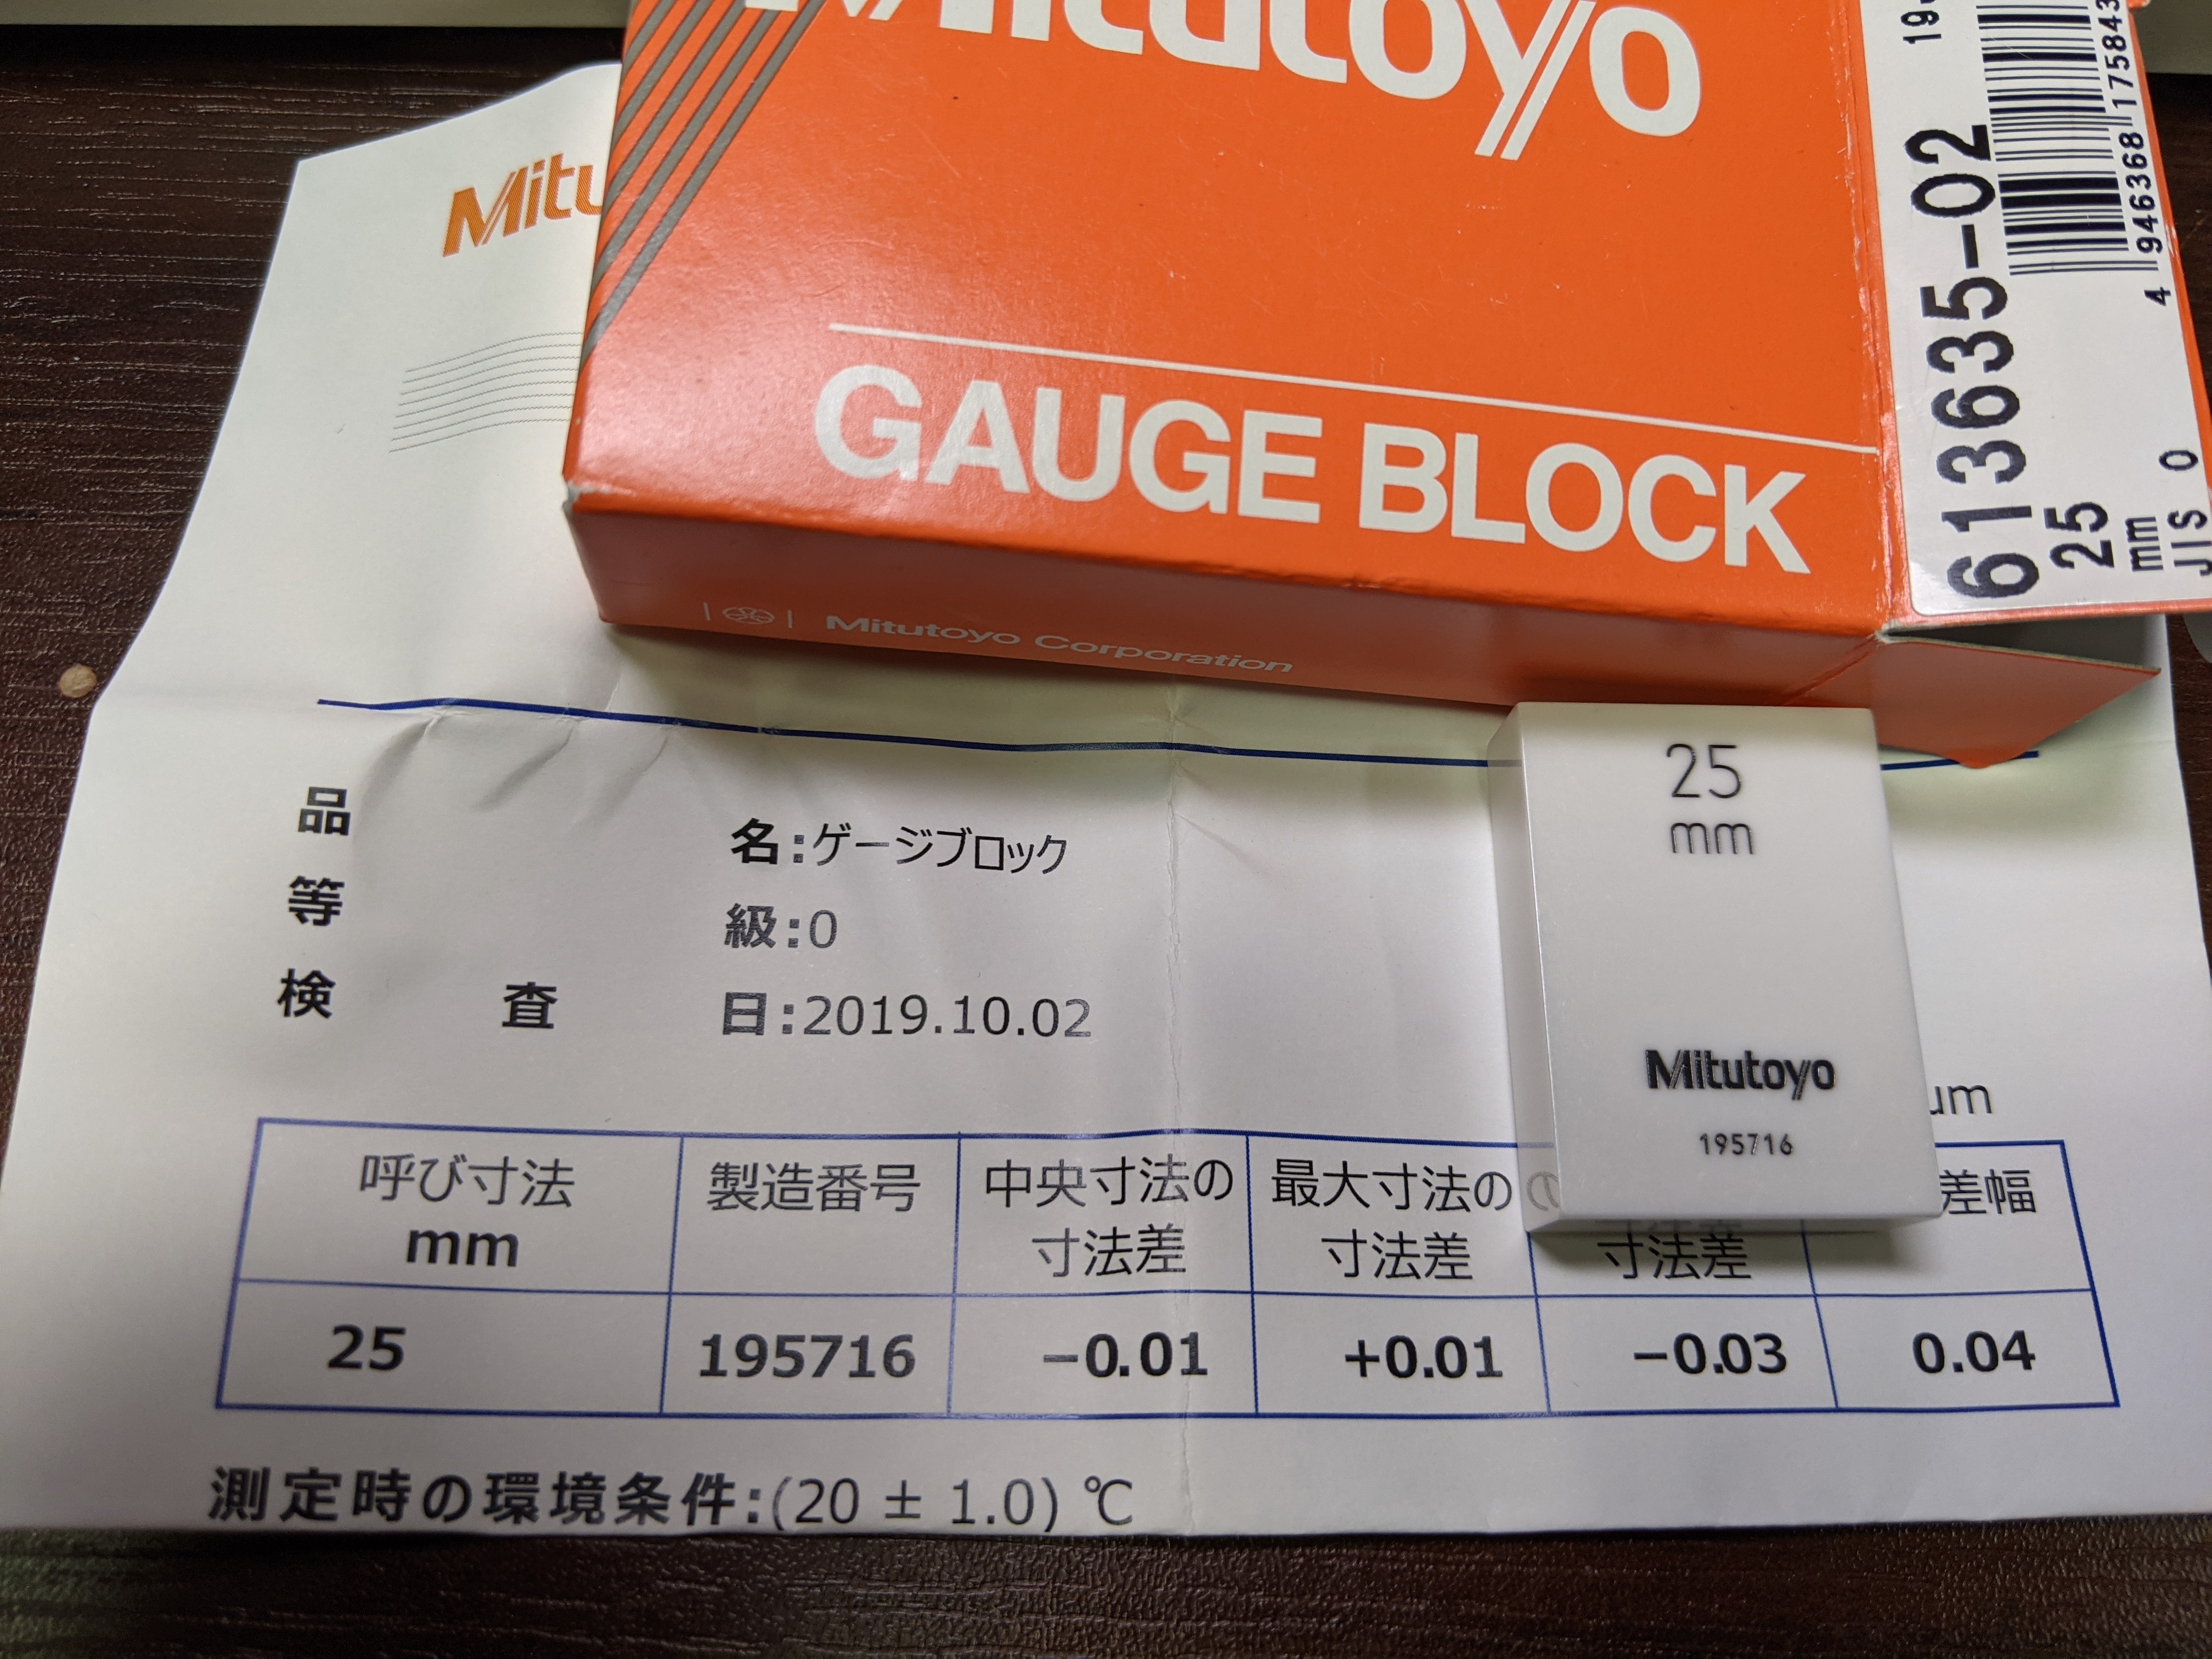 Mitutoyo
GAUGE BLOCK
Mitutoyo Corporation
613635-02
25
mm
JIS 0
4 946368 175843
品 名:ゲージブロック
等 級:0
検 査 日:2019.10.02
25
mm
Mitutoyo
195716
μm
呼び寸法
mm
製造番号
中央寸法の
寸法差
最大寸法の
寸法差
寸法差
差幅
25 195716 −0.01 +0.01 −0.03 0.04
測定時の環境条件:(20 ± 1.0) ℃